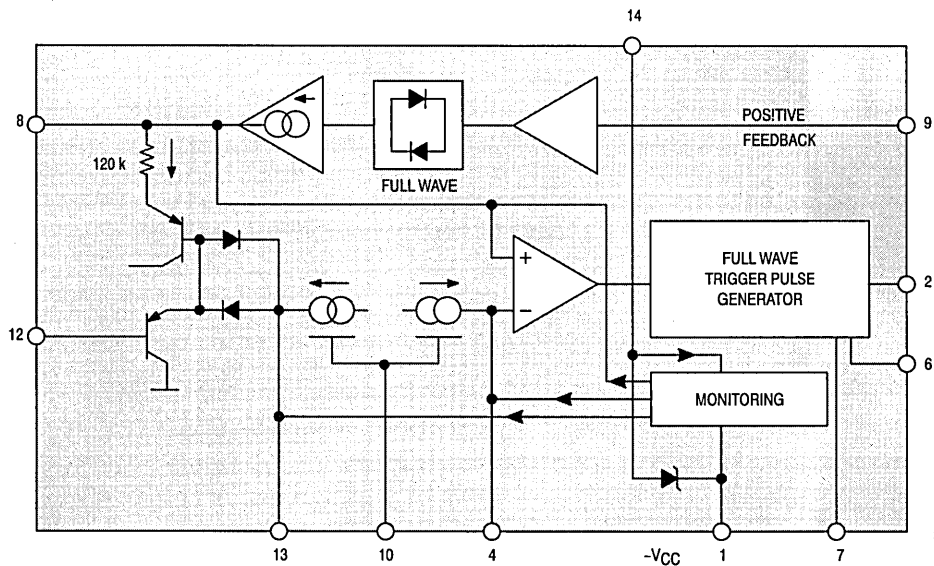 14
8
9
POSITIVE
FEEDBACK
120 k
FULL WAVE
+
FULL WAVE
TRIGGER PULSE
GENERATOR
2
−
12
6
MONITORING
13
10
4
-VCC
1
7